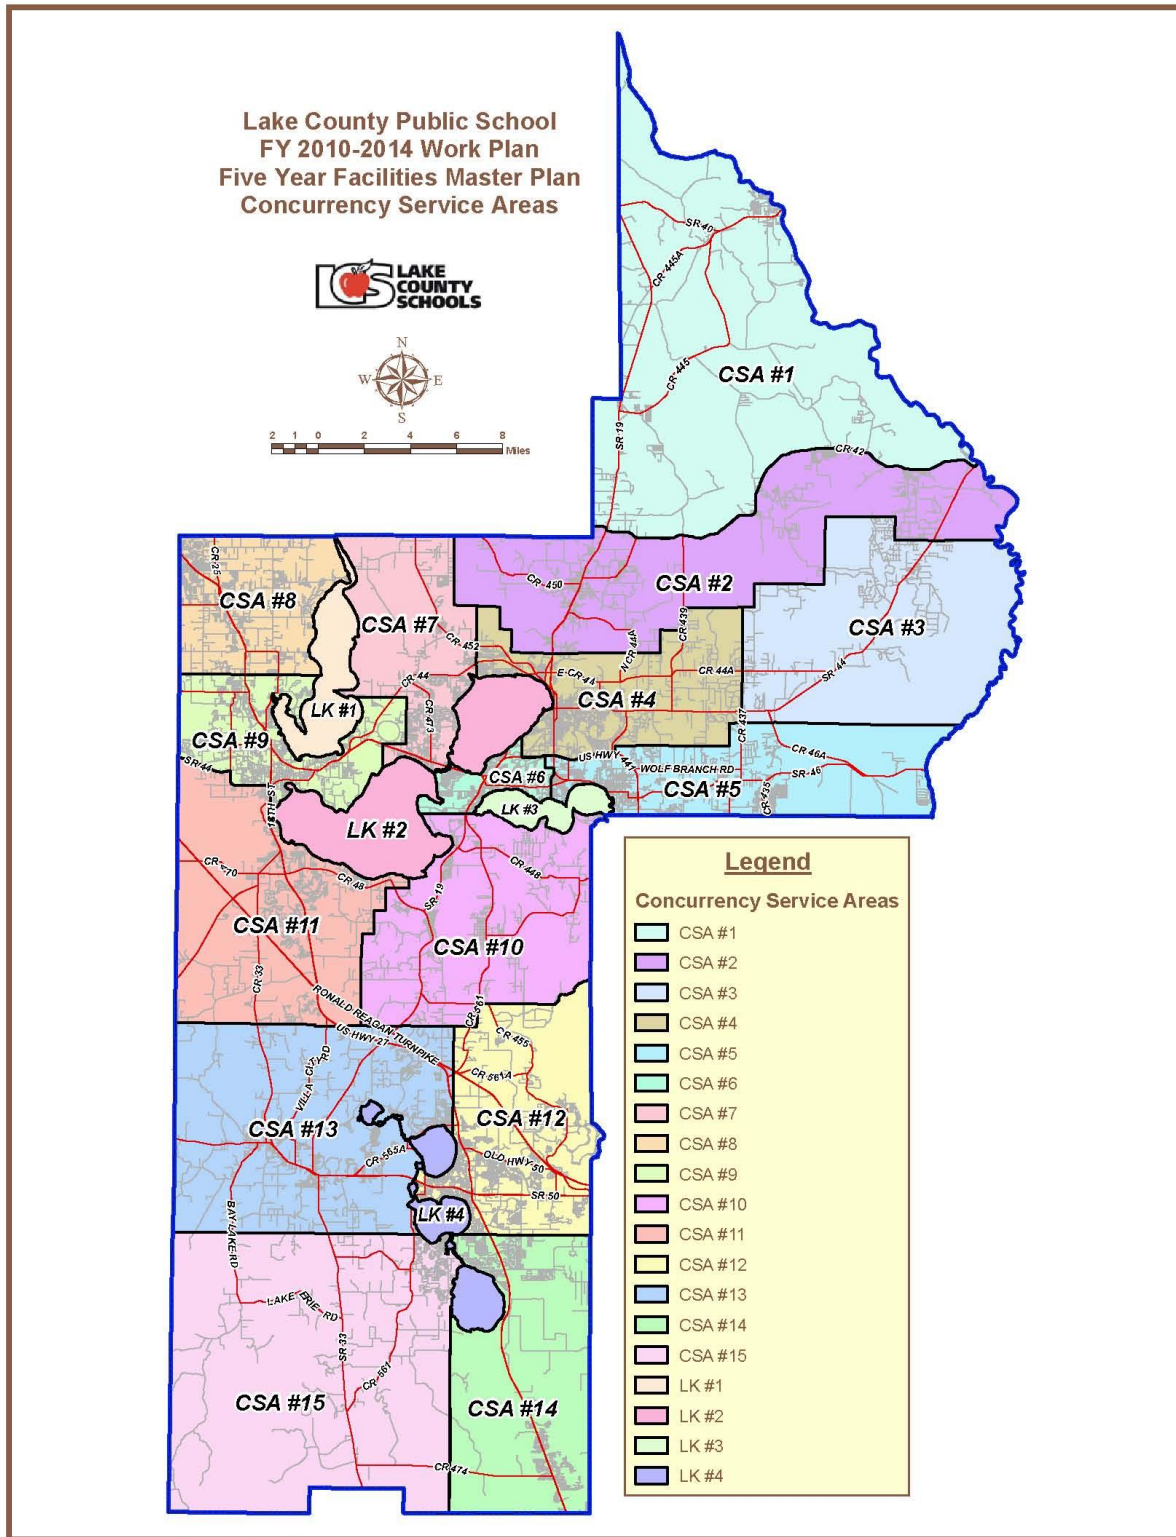 Lake County Public School
FY 2010-2014 Work Plan
Five Year Facilities Master Plan
Concurrency Service Areas
LCS LAKE
COUNTY
SCHOOLS
N
W E
S
2 1 0 2 4 6 8
Miles
SR 40
CR 445A
CR 445
CSA #1
SR 19
CR 42
CR 25
CSA #8
CSA #7
CR 452
CR 450
CSA #2
CR 439
N CR 44A
CSA #3
SR 44
E CR 44
CR 44A
CSA #4
CR 44
CR 473
LK #1
CSA #9
SR 44
CR 437
US HWY 441
WOLF BRANCH RD
CR 46A
SR 46
CSA #5
CR 435
CSA #6
LK #3
LK #2
CR 470
CR 48
CR 448
SR 19
CSA #11
CSA #10
CR 33
RONALD REAGAN TURNPIKE
US HWY 27
CR 561
CR 455
CR 561A
VILLA CITY RD
CSA #13
CSA #12
CR 565A
OLD HWY 50
SR 50
LK #4
BAY LAKE RD
LAKE ERIE RD
SR 33
CR 561
CSA #15
CSA #14
CR 474
Legend
Concurrency Service Areas
CSA #1
CSA #2
CSA #3
CSA #4
CSA #5
CSA #6
CSA #7
CSA #8
CSA #9
CSA #10
CSA #11
CSA #12
CSA #13
CSA #14
CSA #15
LK #1
LK #2
LK #3
LK #4